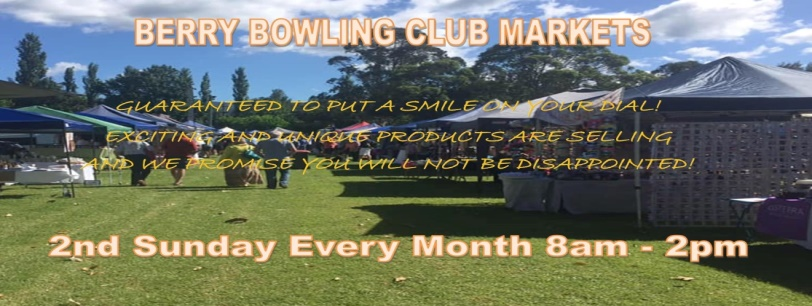 BERRY BOWLING CLUB MARKETS
GUARANTEED TO PUT A SMILE ON YOUR DIAL!
EXCITING AND UNIQUE PRODUCTS ARE SELLING
AND WE PROMISE YOU WILL NOT BE DISAPPOINTED!
2nd Sunday Every Month 8am - 2pm